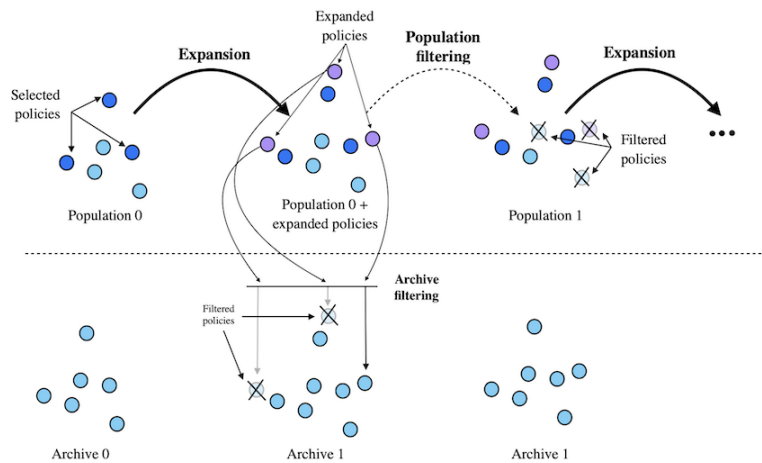 Expanded
policies
Expansion
Population
filtering
Expansion
Selected
policies
Filtered
policies
Population 0
Population 0 +
expanded policies
Population 1
Archive
filtering
Filtered
policies
Archive 0
Archive 1
Archive 1